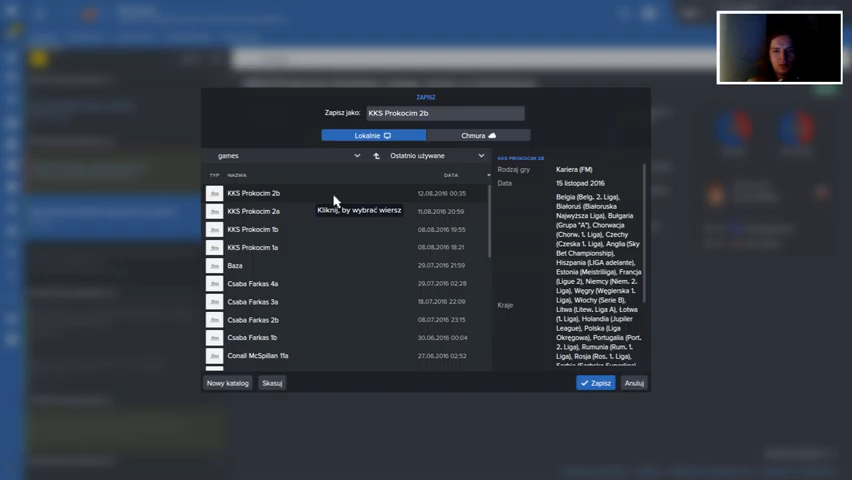 ZAPISZ
Zapisz jako: KKS Prokocim 2b
Lokalnie Chmura
games Ostatnio używane
TYP NAZWA DATA
KKS Prokocim 2b 12.08.2016 00:35
KKS Prokocim 2a 11.08.2016 20:59
KKS Prokocim 1b 08.08.2016 19:55
KKS Prokocim 1a 08.08.2016 18:21
Baza 29.07.2016 21:59
Csaba Farkas 4a 29.07.2016 02:28
Csaba Farkas 3a 18.07.2016 22:09
Csaba Farkas 2b 08.07.2016 23:15
Csaba Farkas 1b 30.06.2016 00:04
Conall McSpillan 11a 27.06.2016 02:52
Kliknij, by wybrać wiersz
KKS PROKOCIM 2B
Rodzaj gry Kariera (FM)
Data 15 listopad 2016
Kraje
Belgia (Belg. 2. Liga),
Białoruś (Białoruska
Najwyższa Liga), Bułgaria
(Grupa "A"), Chorwacja
(Chorw. 1. Liga), Czechy
(Czeska 1. Liga), Anglia (Sky
Bet Championship),
Hiszpania (LIGA adelante),
Estonia (Meistriliiga), Francja
(Ligue 2), Niemcy (Niem. 2.
Liga), Węgry (Węgierska 1.
Liga), Włochy (Serie B),
Litwa (Litew. Liga A), Łotwa
(1. Liga), Holandia (Jupiler
League), Polska (Liga
Okręgowa), Portugalia (Port.
2. Liga), Rumunia (Rum. 1.
Liga), Rosja (Ros. 1. Liga),
Nowy katalog Skasuj Zapisz Anuluj